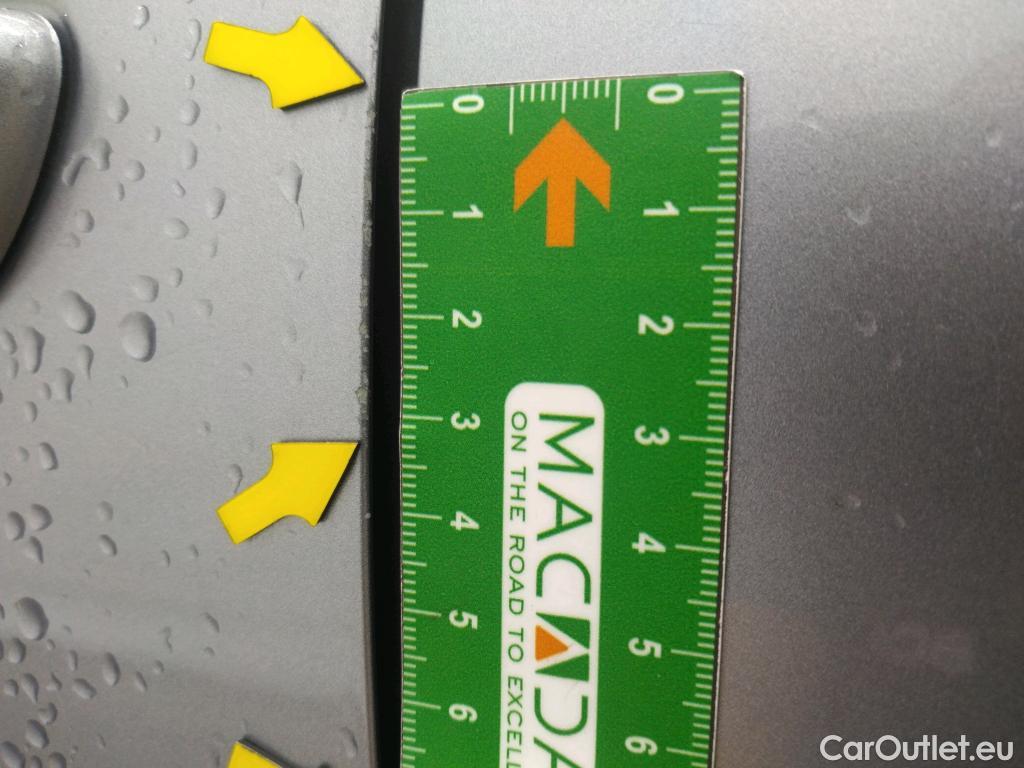 0 0
1 1
2 2
3 3
4 4
5 5
6 6
MACADA
ON THE ROAD TO EXCELL
CarOutlet.eu